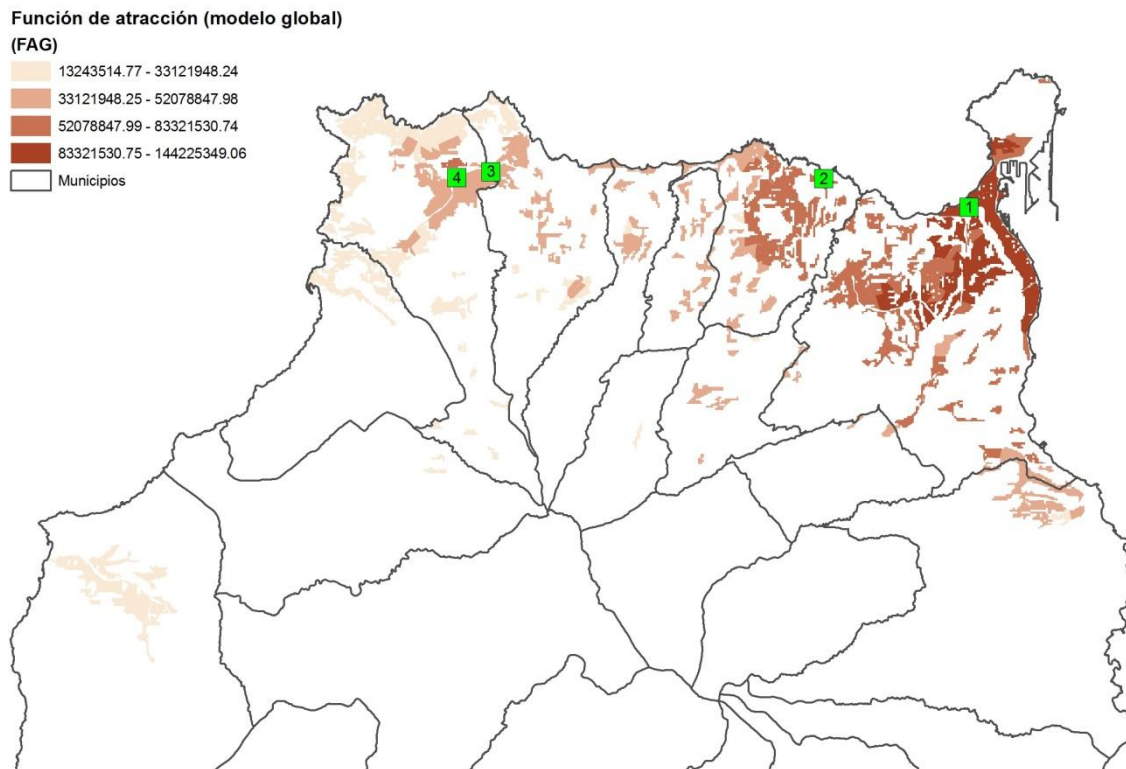 Función de atracción (modelo global)
(FAG)
13243514.77 - 33121948.24
33121948.25 - 52078847.98
52078847.99 - 83321530.74
83321530.75 - 144225349.06
Municipios
4
3
2
1